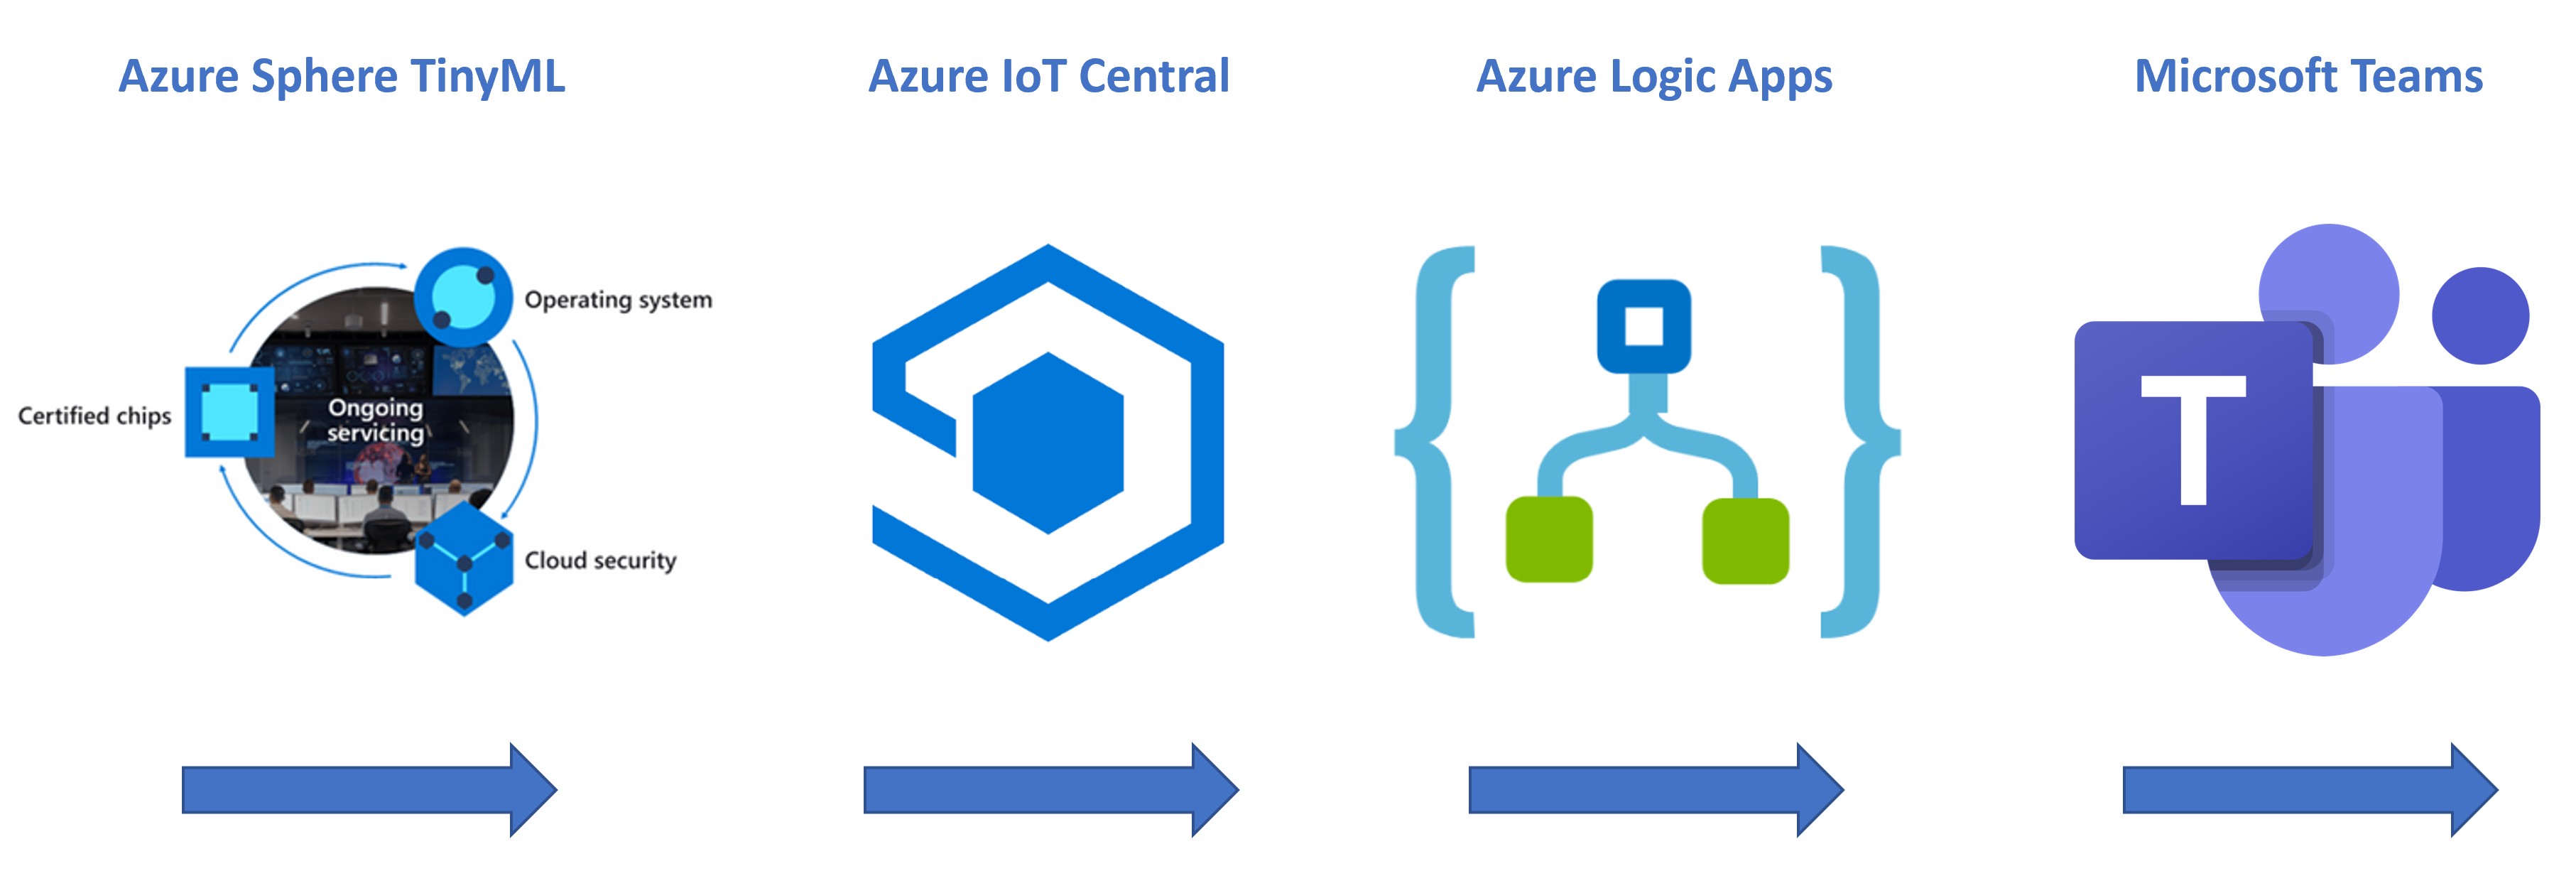 Azure Sphere TinyML
Azure IoT Central
Azure Logic Apps
Microsoft Teams
Operating system
Certified chips
Ongoing
servicing
Cloud security
T